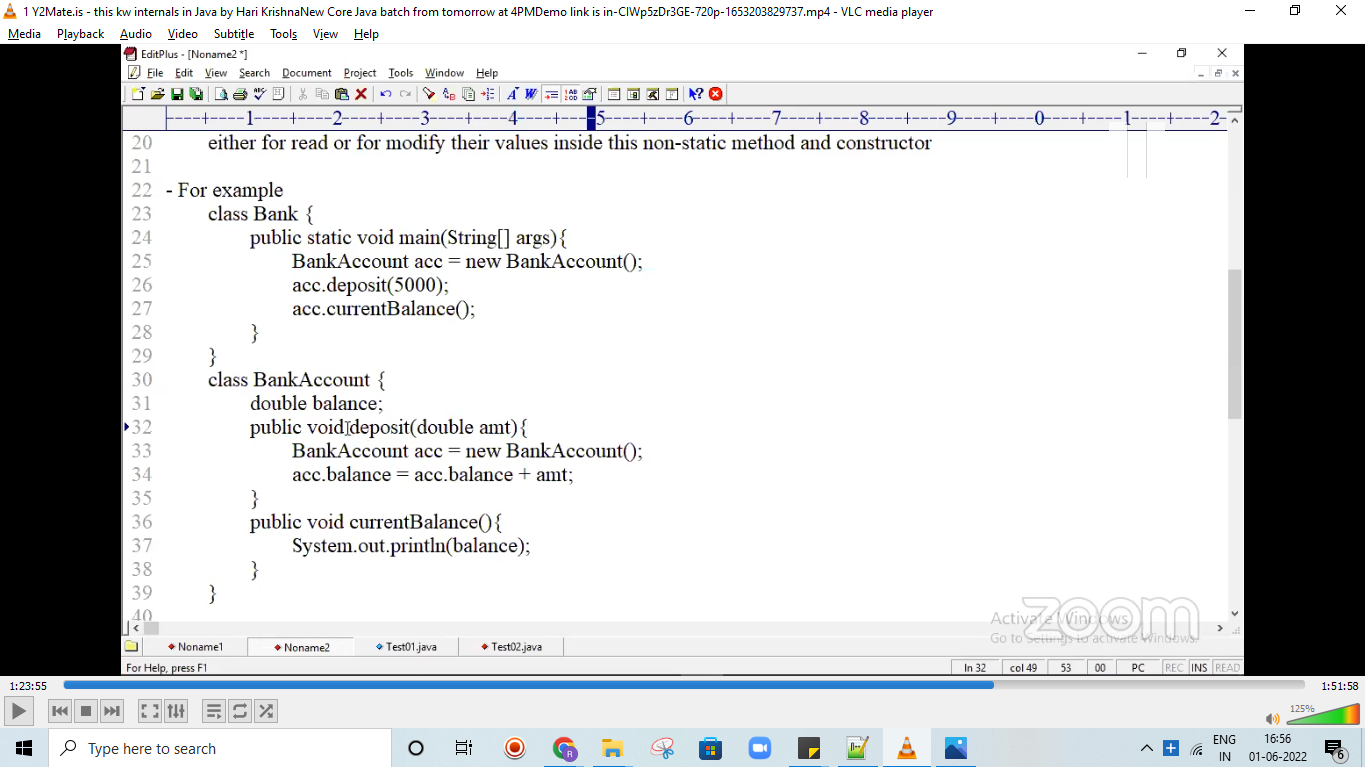 1 Y2Mate.is - this kw internals in Java by Hari KrishnaNew Core Java batch from tomorrow at 4PMDemo link is in-ClWp5zDr3GE-720p-1653203829737.mp4 - VLC media player
Media Playback Audio Video Subtitle Tools View Help
EditPlus - [Noname2 *]
File Edit View Search Document Project Tools Window Help
----+----1----+----2----+----3----+----4----+----5----+----6----+----7----+----8----+----9----+----0----+----1----+----2-
20 either for read or for modify their values inside this non-static method and constructor
21
22 - For example
23 class Bank {
24 public static void main(String[] args){
25 BankAccount acc = new BankAccount();
26 acc.deposit(5000);
27 acc.currentBalance();
28 }
29 }
30 class BankAccount {
31 double balance;
32 public void deposit(double amt){
33 BankAccount acc = new BankAccount();
34 acc.balance = acc.balance + amt;
35 }
36 public void currentBalance(){
37 System.out.println(balance);
38 }
39 }
40
zoom
Activate Windows
Go to Settings to activate Windows.
Noname1 Noname2 Test01.java Test02.java
For Help, press F1 ln 32 col 49 53 00 PC REC INS READ
1:23:55 1:51:58
125%
Type here to search ENG 16:56
IN 01-06-2022 6